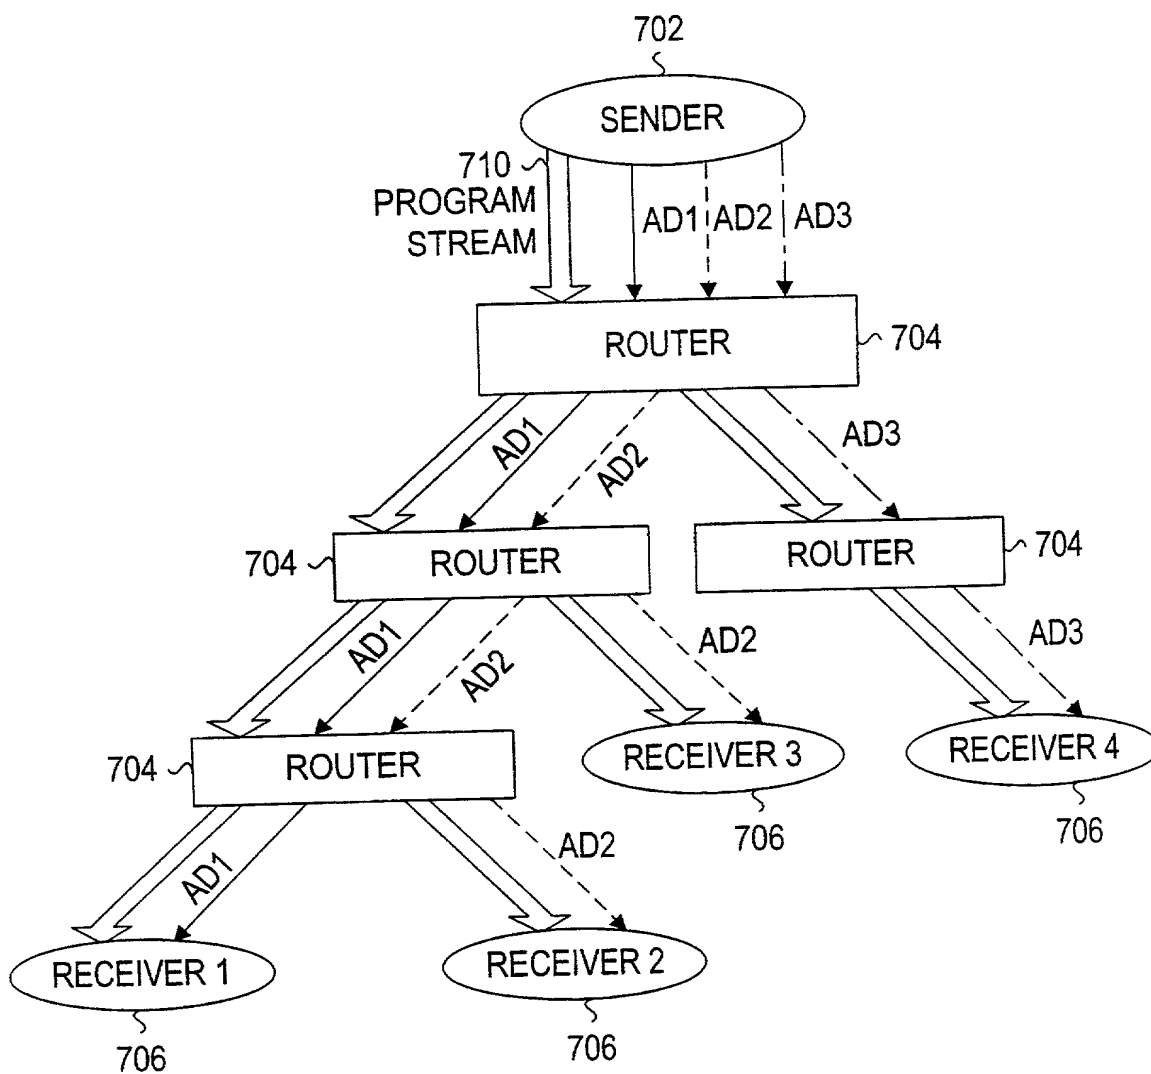 702
SENDER
710
PROGRAM
STREAM
AD1
AD2
AD3
ROUTER
704
AD1
AD2
AD3
704
ROUTER
ROUTER
704
AD1
AD2
AD2
AD3
704
ROUTER
RECEIVER 3
RECEIVER 4
706
706
AD1
AD2
RECEIVER 1
RECEIVER 2
706
706